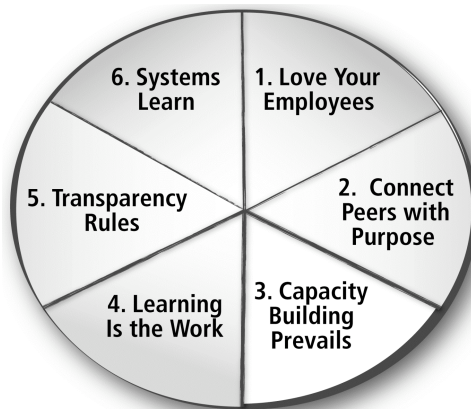 1. Love Your
Employees
2. Connect
Peers with
Purpose
3. Capacity
Building
Prevails
4. Learning
Is the Work
5. Transparency
Rules
6. Systems
Learn